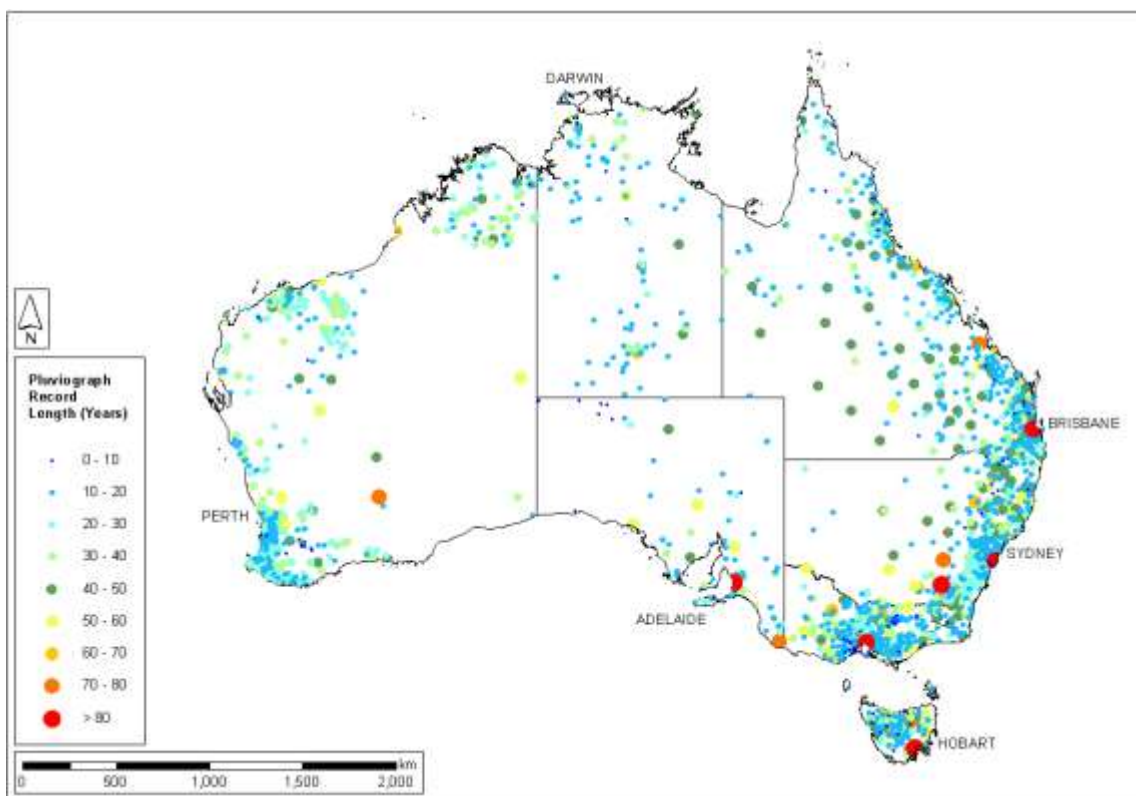 DARWIN
N
Pluviograph
Record
Length (Years)
0 - 10
10 - 20
20 - 30
30 - 40
40 - 50
50 - 60
60 - 70
70 - 80
> 80
BRISBANE
PERTH
SYDNEY
ADELAIDE
HOBART
km
0 500 1,000 1,500 2,000